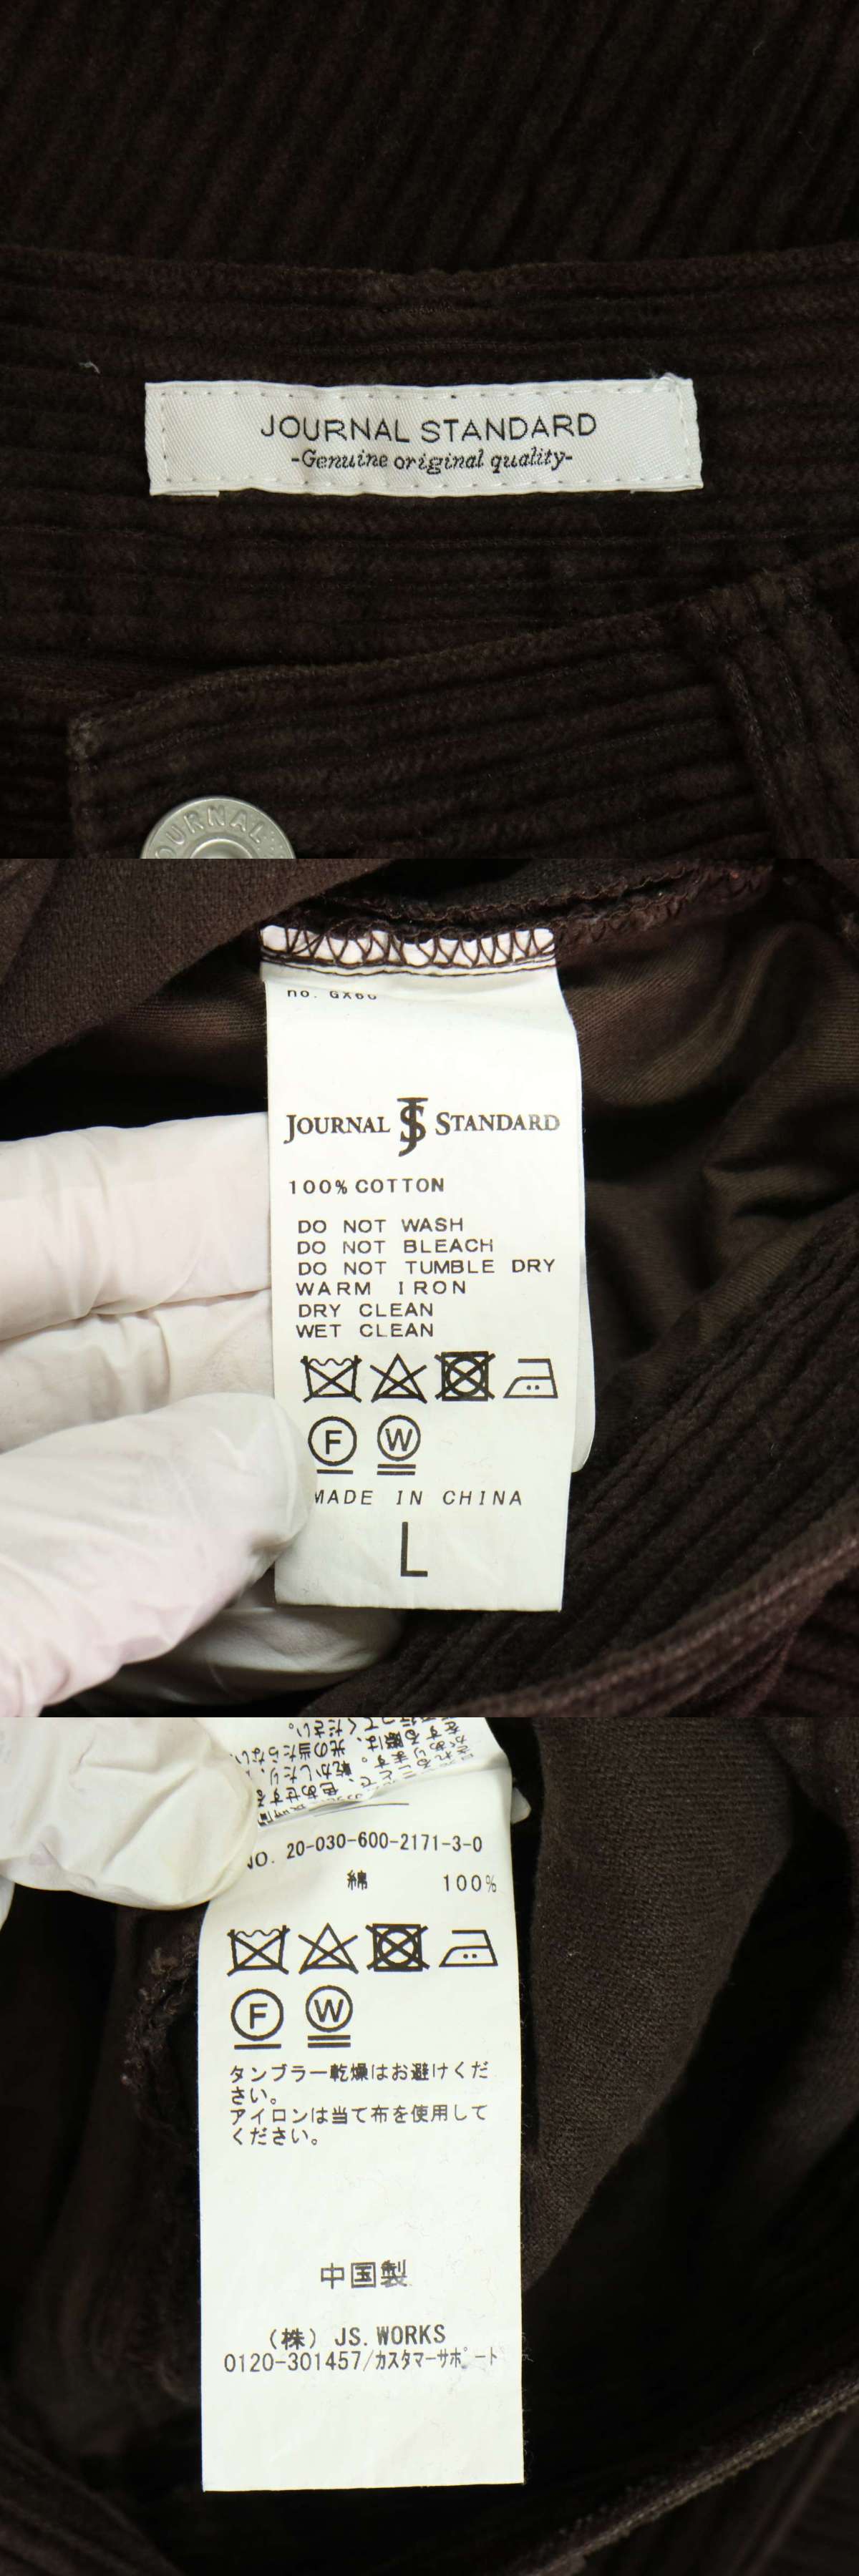 JOURNAL STANDARD
-Genuine original quality-
JOURNAL
no. GX60
JOURNAL JS STANDARD
100% COTTON
DO NOT WASH
DO NOT BLEACH
DO NOT TUMBLE DRY
WARM IRON
DRY CLEAN
WET CLEAN
F W
MADE IN CHINA
L
NO. 20-030-600-2171-3-0
綿 100%
F W
タンブラー乾燥はお避けくだ
さい。
アイロンは当て布を使用して
ください。
中国製
(株) JS.WORKS
0120-301457/カスタマーサポート